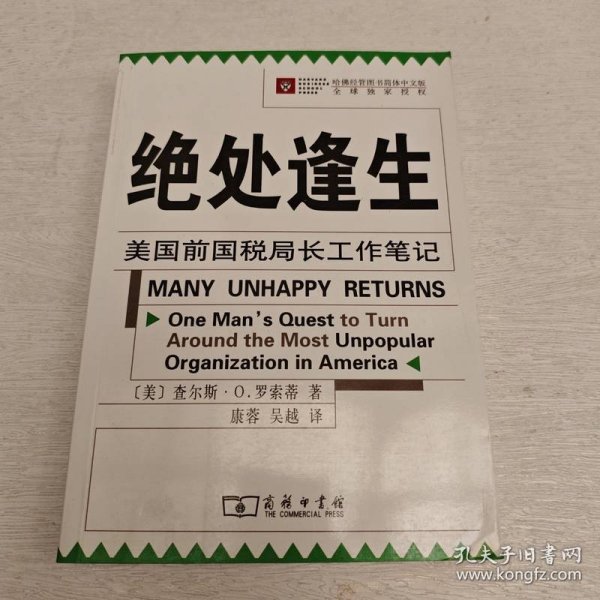 哈佛经管图书简体中文版
全球独家授权
绝处逢生
美国前国税局长工作笔记
MANY UNHAPPY RETURNS
One Man's Quest to Turn
Around the Most Unpopular
Organization in America
〔美〕查尔斯·O.罗索蒂 著
康蓉 吴越 译
商务印书馆
THE COMMERCIAL PRESS
孔夫子旧书网
www.kongfz.com